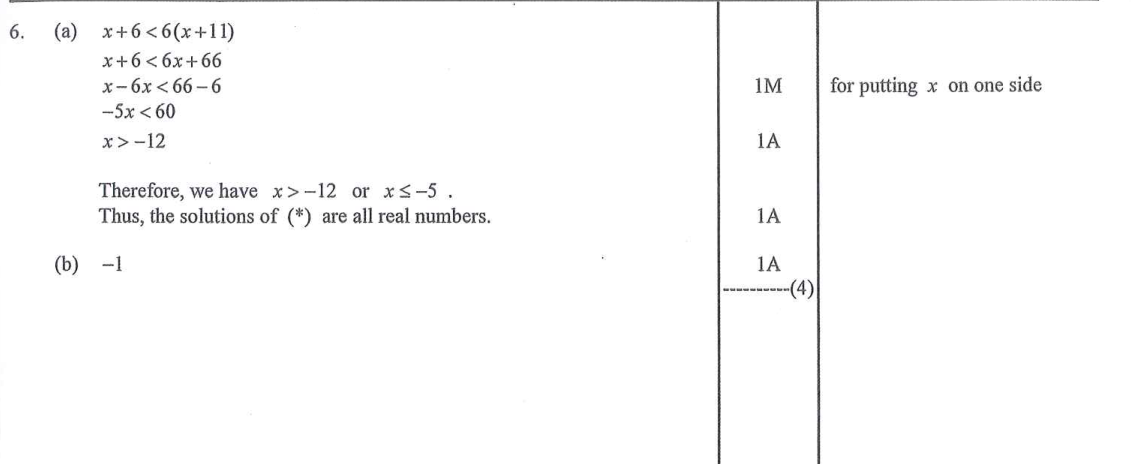 6. (a) x+6<6(x+11)
x+6<6x+66
x−6x<66−6 1M for putting x on one side
−5x<60
x>−12 1A
Therefore, we have x>−12 or x≤−5 .
Thus, the solutions of (*) are all real numbers. 1A
(b) −1 1A
----------(4)